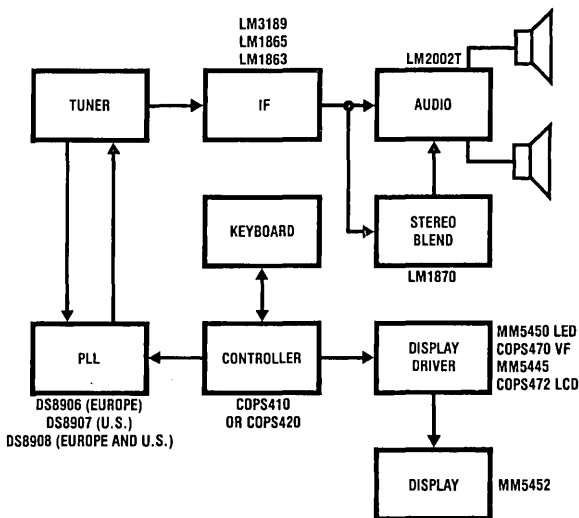 LM3189
LM1865
LM1863
LM2002T
TUNER
IF
AUDIO
KEYBOARD
STEREO
BLEND
LM1870
PLL
CONTROLLER
DISPLAY
DRIVER
MM5450 LED
COPS470 VF
MM5445
COPS472 LCD
DS8906 (EUROPE)
DS8907 (U.S.)
DS8908 (EUROPE AND U.S.)
COPS410
OR COPS420
DISPLAY
MM5452